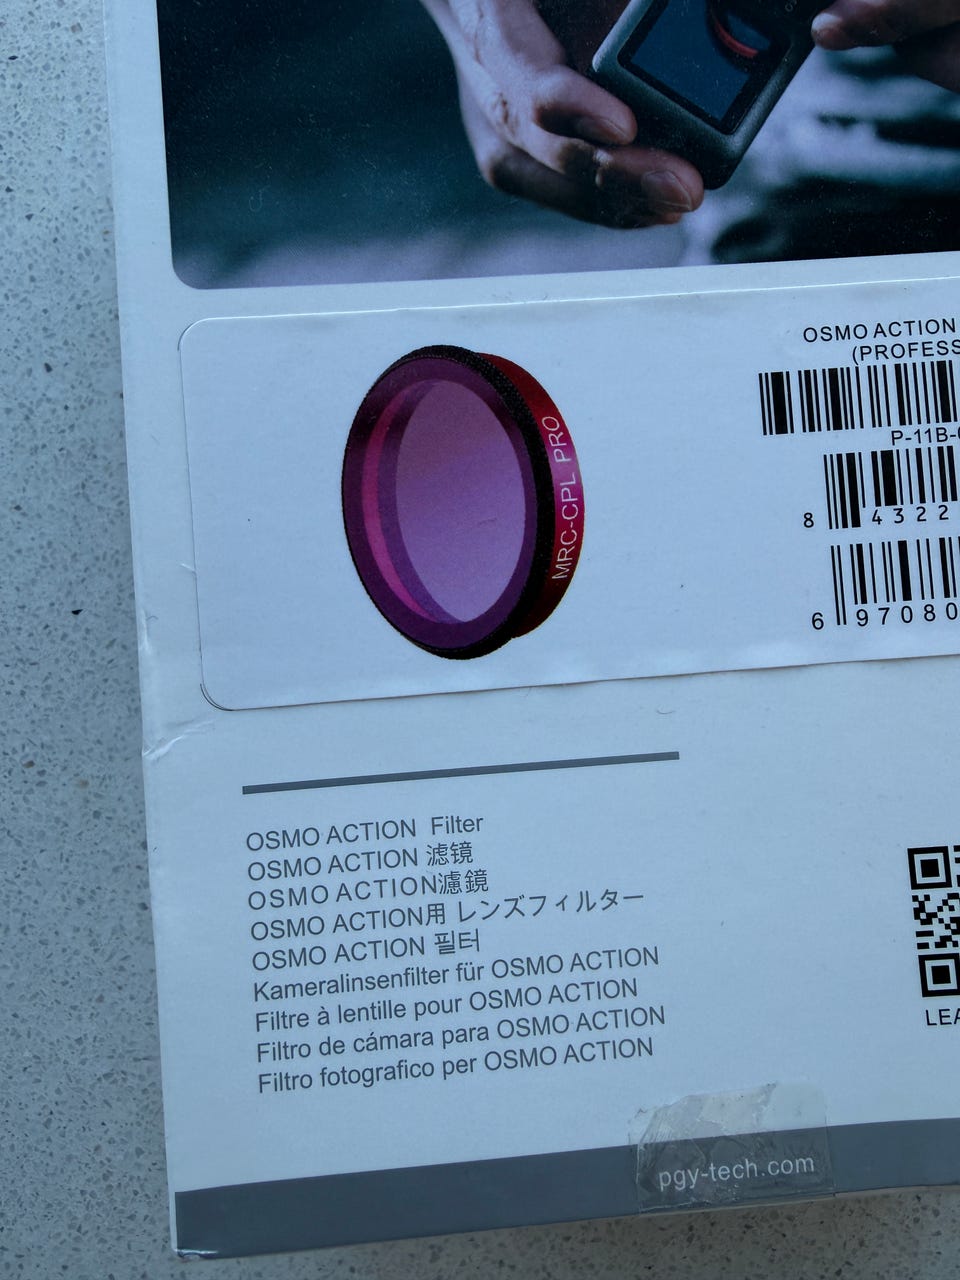 OSMO ACTION
(PROFESS
P-11B-
8 4322
697080
MRC-CPL PRO
OSMO ACTION Filter
OSMO ACTION 滤镜
OSMO ACTION濾鏡
OSMO ACTION用 レンズフィルター
OSMO ACTION 필터
Kameralinsenfilter für OSMO ACTION
Filtre à lentille pour OSMO ACTION
Filtro de cámara para OSMO ACTION
Filtro fotografico per OSMO ACTION
LEA
pgy-tech.com